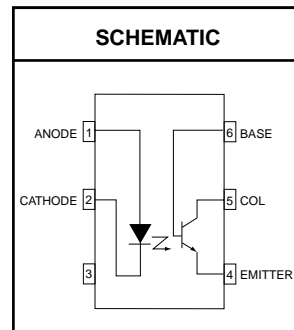 SCHEMATIC
ANODE 1
6 BASE
CATHODE 2
5 COL
3
4 EMITTER